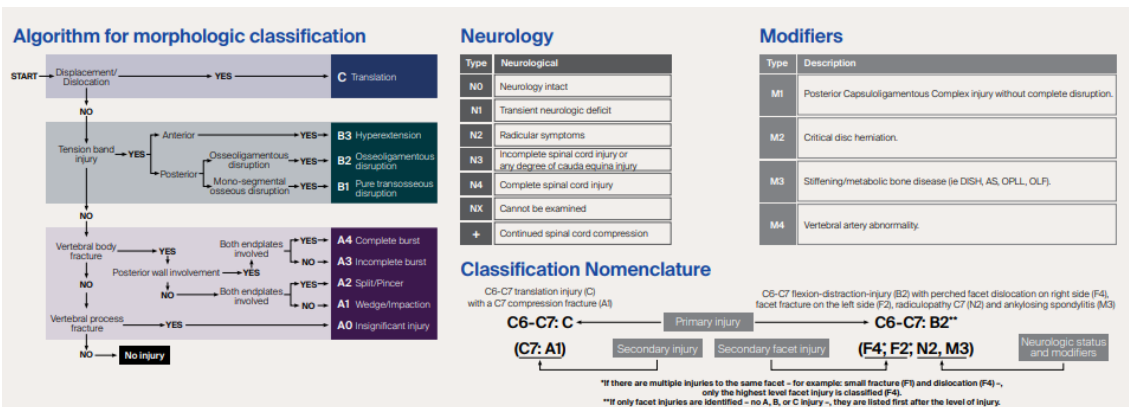 Algorithm for morphologic classification
START
Displacement/
Dislocation
YES
C Translation
NO
Tension band
injury
YES
Anterior
YES
B3 Hyperextension
Posterior
Osseoligamentous
disruption
YES
B2 Osseoligamentous
disruption
Mono-segmental
osseous disruption
YES
B1 Pure transosseous
disruption
NO
Vertebral body
fracture
YES
Posterior wall involvement
YES
Both endplates
involved
YES
A4 Complete burst
NO
A3 Incomplete burst
NO
Both endplates
involved
YES
A2 Split/Pincer
NO
A1 Wedge/Impaction
NO
Vertebral process
fracture
YES
A0 Insignificant injury
NO
No injury
Neurology
Type Neurological
N0 Neurology intact
N1 Transient neurologic deficit
N2 Radicular symptoms
N3 Incomplete spinal cord injury or
any degree of cauda equina injury
N4 Complete spinal cord injury
NX Cannot be examined
+ Continued spinal cord compression
Modifiers
Type Description
M1 Posterior Capsuloligamentous Complex injury without complete disruption.
M2 Critical disc herniation.
M3 Stiffening/metabolic bone disease (ie DISH, AS, OPLL, OLF).
M4 Vertebral artery abnormality.
Classification Nomenclature
C6-C7 translation injury (C)
with a C7 compression fracture (A1)
C6-C7: C
(C7: A1)
Primary injury
Secondary injury
Secondary facet injury
C6-C7 flexion-distraction-injury (B2) with perched facet dislocation on right side (F4),
facet fracture on the left side (F2), radiculopathy C7 (N2) and ankylosing spondylitis (M3)
C6-C7: B2**
(F4*, F2*, N2, M3)
Neurologic status
and modifiers
*If there are multiple injuries to the same facet – for example: small fracture (F1) and dislocation (F4) –,
only the highest level facet injury is classified (F4).
**If only facet injuries are identified – no A, B, or C injury –, they are listed first after the level of injury.